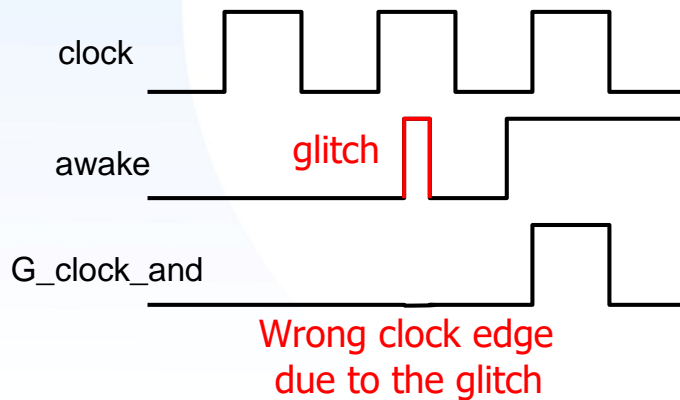 clock
glitch
awake
G_clock_and
Wrong clock edge
due to the glitch